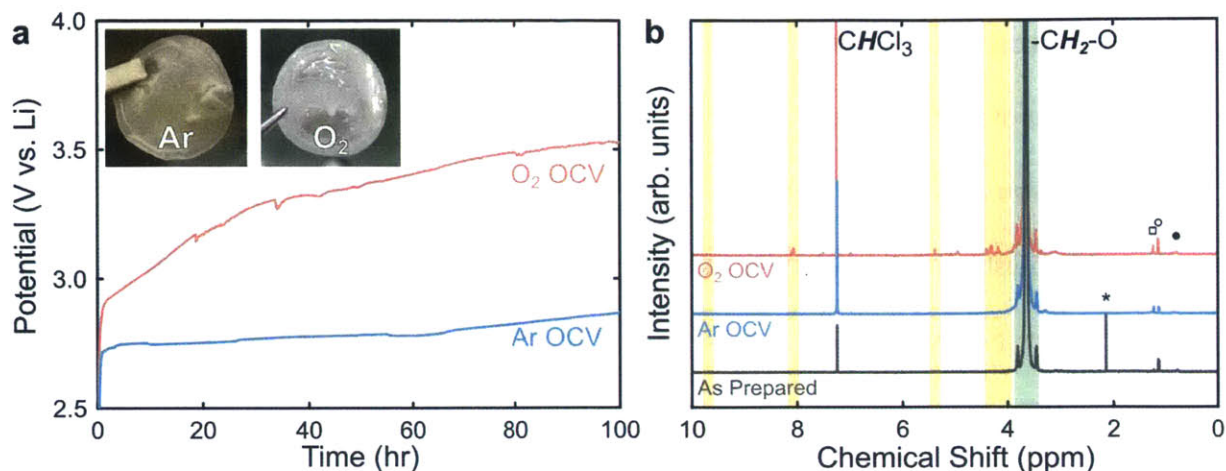 a
Ar
O₂
O₂ OCV
Ar OCV
4.0
3.5
3.0
2.5
Potential (V vs. Li)
0 20 40 60 80 100
Time (hr)
b
CHCl₃
-CH₂-O
O₂ OCV
Ar OCV
As Prepared
*
Intensity (arb. units)
10 8 6 4 2 0
Chemical Shift (ppm)